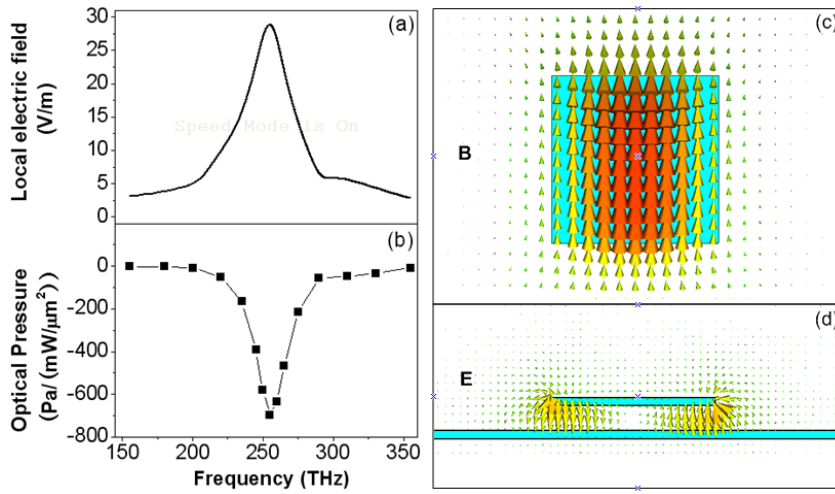 (a)
Local electric field
(V/m)
30
25
20
15
10
5
0
Speed Mode is On
(b)
Optical Pressure
(Pa/ (mW/μm²))
0
-200
-400
-600
-800
150 200 250 300 350
Frequency (THz)
(c)
B
(d)
E